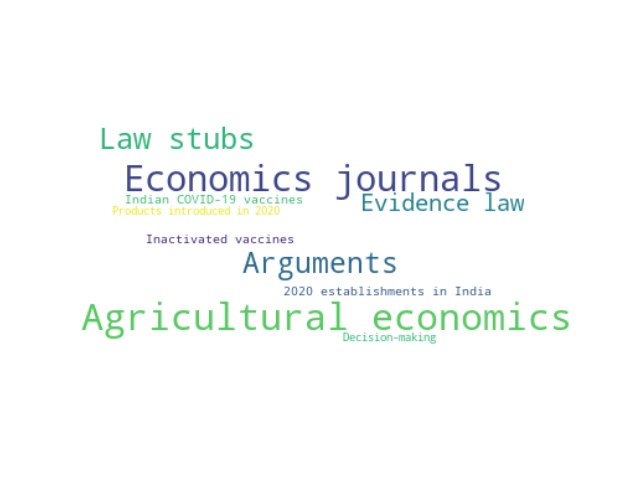 Law stubs
Economics journals
Indian COVID-19 vaccines
Evidence law
Products introduced in 2020
Inactivated vaccines
Arguments
2020 establishments in India
Agricultural economics
Decision-making